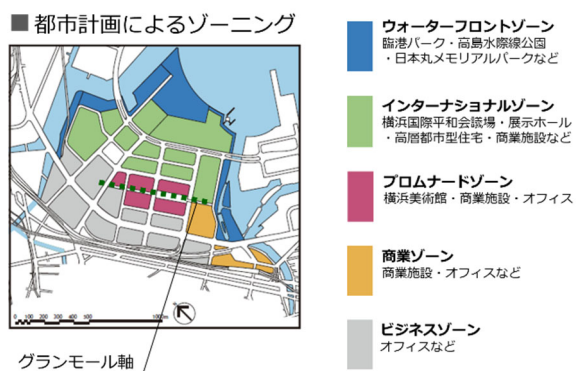 ■都市計画によるゾーニング
ウォーターフロントゾーン
臨港パーク・高島水際線公園
・日本丸メモリアルパークなど
インターナショナルゾーン
横浜国際平和会議場・展示ホール
・高層都市型住宅・商業施設など
プロムナードゾーン
横浜美術館・商業施設・オフィス
商業ゾーン
商業施設・オフィスなど
ビジネスゾーン
オフィスなど
0 100 200 300 400 500 1000m
グランモール軸